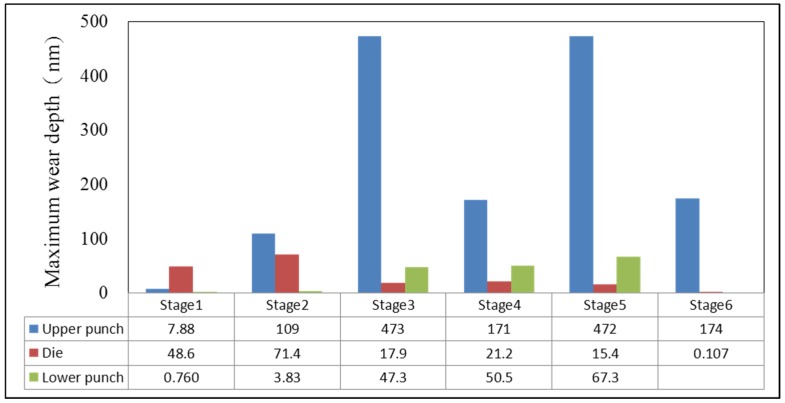 Maximum wear depth ( nm)
500
400
300
200
100
0
Stage1 Stage2 Stage3 Stage4 Stage5 Stage6
Upper punch 7.88 109 473 171 472 174
Die 48.6 71.4 17.9 21.2 15.4 0.107
Lower punch 0.760 3.83 47.3 50.5 67.3